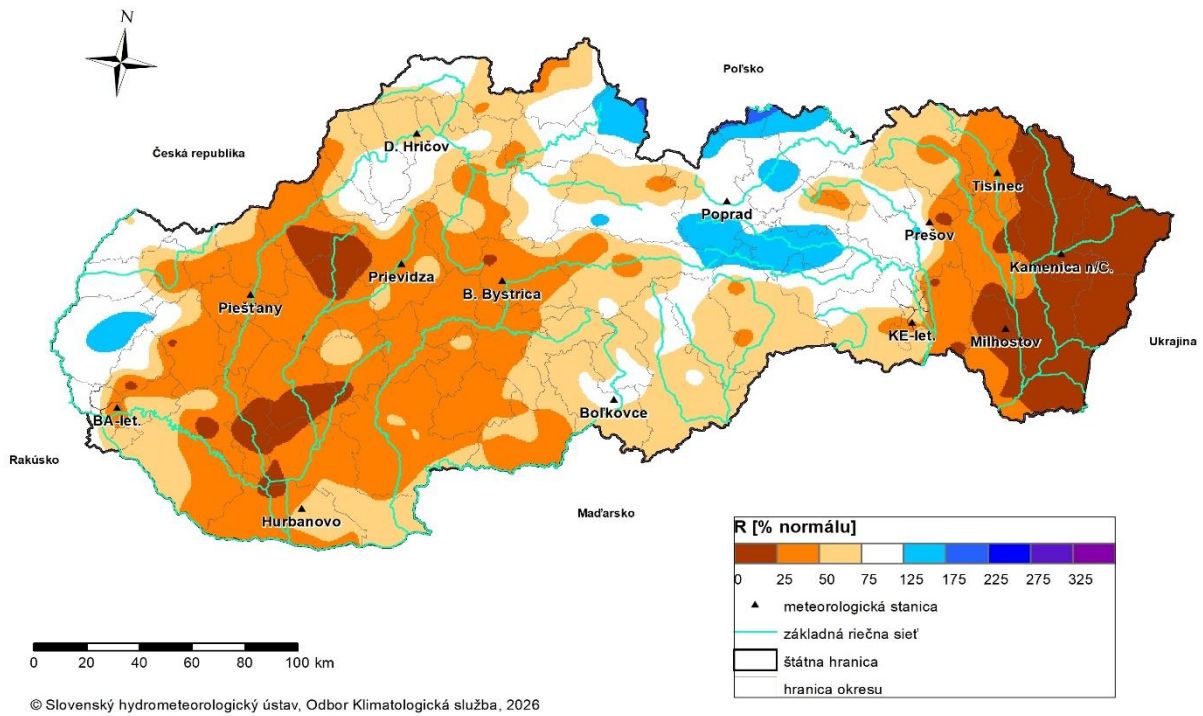 N
Poľsko
Česká republika
D. Hričov
Tisinec
Poprad
Prešov
Prievidza
Kamenica n/C.
B. Bystrica
Piešťany
KE-let.
Milhostov
Ukrajina
Boľkovce
BA-let.
Rakúsko
Hurbanovo
Maďarsko
R [% normálu]
0 25 50 75 125 175 225 275 325
meteorologická stanica
základná riečna sieť
štátna hranica
hranica okresu
0 20 40 60 80 100 km
© Slovenský hydrometeorologický ústav, Odbor Klimatologická služba, 2026